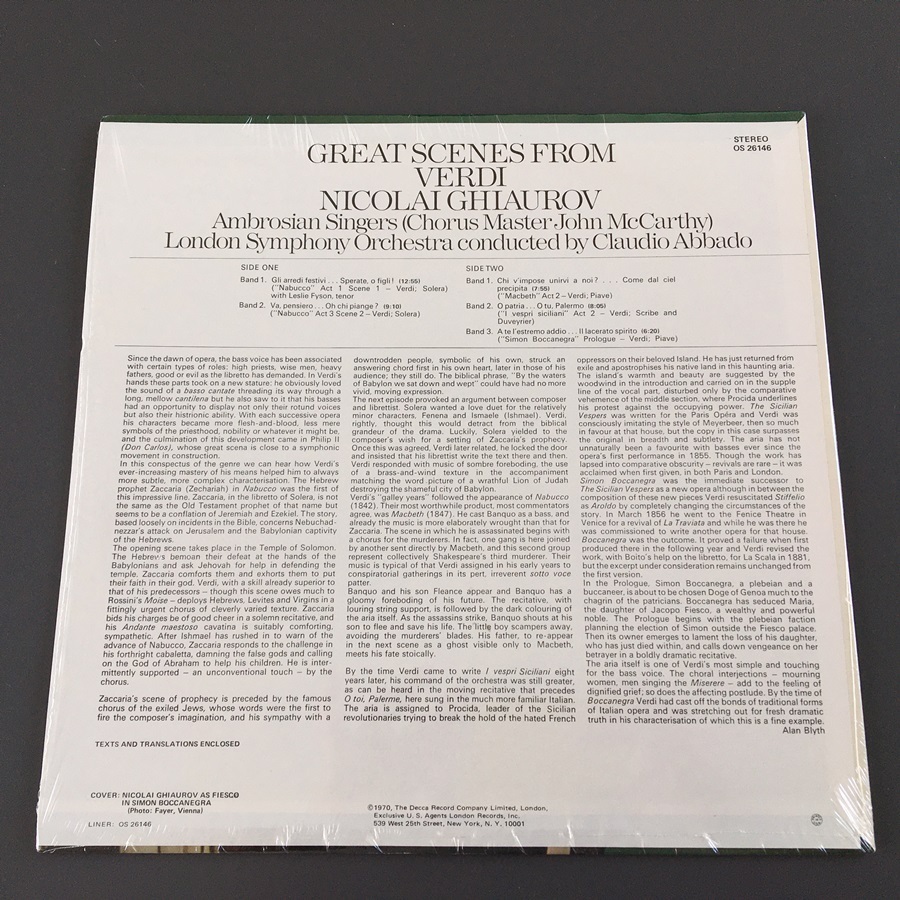 STEREO
OS 26146
GREAT SCENES FROM
VERDI
NICOLAI GHIAUROV
Ambrosian Singers (Chorus Master John McCarthy)
London Symphony Orchestra conducted by Claudio Abbado
SIDE ONE
Band 1. Gli arredi festivi . . . Sperate, o figli! (12:55)
("Nabucco" Act 1 Scene 1 – Verdi; Solera)
with Leslie Fyson, tenor
Band 2. Va, pensiero . . . Oh chi piange? (9:10)
("Nabucco" Act 3 Scene 2 – Verdi; Solera)
SIDE TWO
Band 1. Chi v'impose unirvi a noi? . . . Come dal ciel
precipita (7:55)
("Macbeth" Act 2 – Verdi; Piave)
Band 2. O patria . . . O tu, Palermo (8:05)
("I vespri siciliani" Act 2 – Verdi; Scribe and
Duveyrier)
Band 3. A te l'estremo addio . . . Il lacerato spirito (6:20)
("Simon Boccanegra" Prologue – Verdi; Piave)
Since the dawn of opera, the bass voice has been associated
with certain types of roles: high priests, wise men, heavy
fathers, good or evil as the libretto has demanded. In Verdi's
hands these parts took on a new stature: he obviously loved
the sound of a basso cantate threading its way through a
long, mellow cantilena but he also saw to it that his basses
had an opportunity to display not only their rotund voices
but also their histrionic ability. With each successive opera
his characters became more flesh-and-blood, less mere
symbols of the priesthood, nobility or whatever it might be,
and the culmination of this development came in Philip II
(Don Carlos), whose great scena is close to a symphonic
movement in construction.
In this conspectus of the genre we can hear how Verdi's
ever-increasing mastery of his means helped him to always
more subtle, more complex characterisation. The Hebrew
prophet Zaccaria (Zechariah) in Nabucco was the first of
this impressive line. Zaccaria, in the libretto of Solera, is not
the same as the Old Testament prophet of that name but
seems to be a conflation of Jeremiah and Ezekiel. The story,
based loosely on incidents in the Bible, concerns Nebuchad-
nezzar's attack on Jerusalem and the Babylonian captivity
of the Hebrews.
The opening scene takes place in the Temple of Solomon.
The Hebrews bemoan their defeat at the hands of the
Babylonians and ask Jehovah for help in defending the
temple. Zaccaria comforts them and exhorts them to put
their faith in their god. Verdi, with a skill already superior to
that of his predecessors – though this scene owes much to
Rossini's Moise – deploys Hebrews, Levites and Virgins in a
fittingly urgent chorus of cleverly varied texture. Zaccaria
bids his charges be of good cheer in a solemn recitative, and
his Andante maestoso cavatina is suitably comforting,
sympathetic. After Ishmael has rushed in to warn of the
advance of Nabucco, Zaccaria responds to the challenge in
his forthright cabaletta, damning the false gods and calling
on the God of Abraham to help his children. He is inter-
mittently supported – an unconventional touch – by the
chorus.
Zaccaria's scene of prophecy is preceded by the famous
chorus of the exiled Jews, whose words were the first to
fire the composer's imagination, and his sympathy with a
downtrodden people, symbolic of his own, struck an
answering chord first in his own heart, later in those of his
audience; they still do. The biblical phrase, "By the waters
of Babylon we sat down and wept" could have had no more
vivid, moving expression.
The next episode provoked an argument between composer
and librettist. Solera wanted a love duet for the relatively
minor characters, Fenena and Ismaele (Ishmael). Verdi,
rightly, thought this would detract from the biblical
grandeur of the drama. Luckily, Solera yielded to the
composer's wish for a setting of Zaccaria's prophecy.
Once this was agreed, Verdi later related, he locked the door
and insisted that his librettist write the text there and then.
Verdi responded with music of sombre foreboding, the use
of a brass-and-wind texture in the accompaniment
matching the word picture of a wrathful Lion of Judah
destroying the shameful city of Babylon.
Verdi's "galley years" followed the appearance of Nabucco
(1842). Their most worthwhile product, most commentators
agree, was Macbeth (1847). He cast Banquo as a bass, and
already the music is more elaborately wrought than that for
Zaccaria. The scene in which he is assassinated begins with
a chorus for the murderers. In fact, one gang is here joined
by another sent directly by Macbeth, and this second group
represent collectively Shakespeare's third murderer. Their
music is typical of that Verdi assigned in his early years to
conspiratorial gatherings in its pert, irreverent sotto voce
patter.
Banquo and his son Fleance appear and Banquo has a
gloomy foreboding of his future. The recitative, with
louring string support, is followed by the dark colouring of
the aria itself. As the assassins strike, Banquo shouts at his
son to flee and save his life. The little boy scampers away,
avoiding the murderers' blades. His father, to re-appear
in the next scene as a ghost visible only to Macbeth,
meets his fate stoically.
By the time Verdi came to write I vespri Siciliani eight
years later, his command of the orchestra was still greater,
as can be heard in the moving recitative that precedes
O toi, Palerme, here sung in the much more familiar Italian.
The aria is assigned to Procida, leader of the Sicilian
revolutionaries trying to break the hold of the hated French
oppressors on their beloved Island. He has just returned from
exile and apostrophises his native land in this haunting aria.
The island's warmth and beauty are suggested by the
woodwind in the introduction and carried on in the supple
line of the vocal part, disturbed only by the comparative
vehemence of the middle section, where Procida underlines
his protest against the occupying power. The Sicilian
Vespers was written for the Paris Opéra and Verdi was
consciously imitating the style of Meyerbeer, then so much
in favour at that house, but the copy in this case surpasses
the original in breadth and subtlety. The aria has not
unnaturally been a favourite with basses ever since the
opera's first performance in 1855. Though the work has
lapsed into comparative obscurity – revivals are rare – it was
acclaimed when first given, in both Paris and London.
Simon Boccanegra was the immediate successor to
The Sicilian Vespers as a new opera although in between the
composition of these new pieces Verdi resuscitated Stiffelio
as Aroldo by completely changing the circumstances of the
story. In March 1856 he went to the Fenice Theatre in
Venice for a revival of La Traviata and while he was there he
was commissioned to write another opera for that house.
Boccanegra was the outcome. It proved a failure when first
produced there in the following year and Verdi revised the
work, with Boito's help on the libretto, for La Scala in 1881,
but the excerpt under consideration remains unchanged from
the first version.
In the Prologue, Simon Boccanegra, a plebeian and a
buccaneer, is about to be chosen Doge of Genoa much to the
chagrin of the patricians. Boccanegra has seduced Maria,
the daughter of Jacopo Fiesco, a wealthy and powerful
noble. The Prologue begins with the plebeian faction
planning the election of Simon outside the Fiesco palace.
Then its owner emerges to lament the loss of his daughter,
who has just died within, and calls down vengeance on her
betrayer in a boldly dramatic recitative.
The aria itself is one of Verdi's most simple and touching
for the bass voice. The choral interjections – mourning
women, men singing the Miserere – add to the feeling of
dignified grief; so does the affecting postlude. By the time of
Boccanegra Verdi had cast off the bonds of traditional forms
of Italian opera and was stretching out for fresh dramatic
truth in his characterisation of which this is a fine example.
Alan Blyth
TEXTS AND TRANSLATIONS ENCLOSED
COVER: NICOLAI GHIAUROV AS FIESCO
IN SIMON BOCCANEGRA
(Photo: Fayer, Vienna)
LINER: OS 26146
©1970, The Decca Record Company Limited, London,
Exclusive U. S. Agents London Records, Inc.
539 West 25th Street, New York, N. Y. 10001